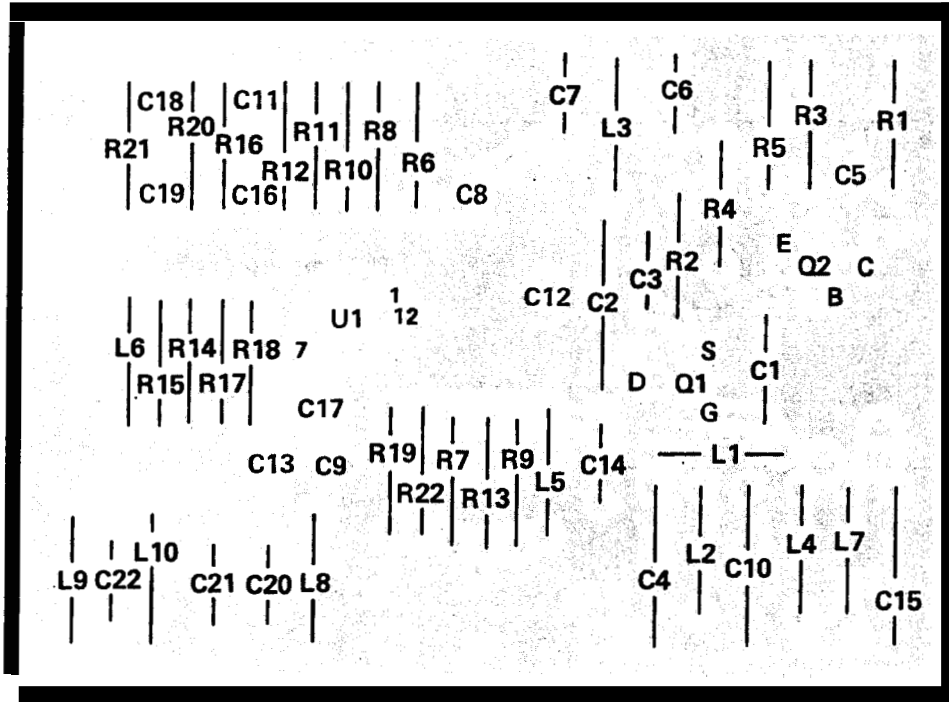 C7
C6
C18
C11
R3
R20
R11
R8
R1
L3
R21
R16
R5
R6
R12
R10
C5
C19
C16
C8
R4
E
Q2
C
R2
C3
B
C12
C2
1
U1
12
L6
R14
R18
7
S
C1
R15
R17
D
Q1
C17
G
R19
R7
R9
C14
L1
C13
C9
R22
R13
L5
L10
L2
L4
L7
L9
C22
C21
C20
L8
C4
C10
C15